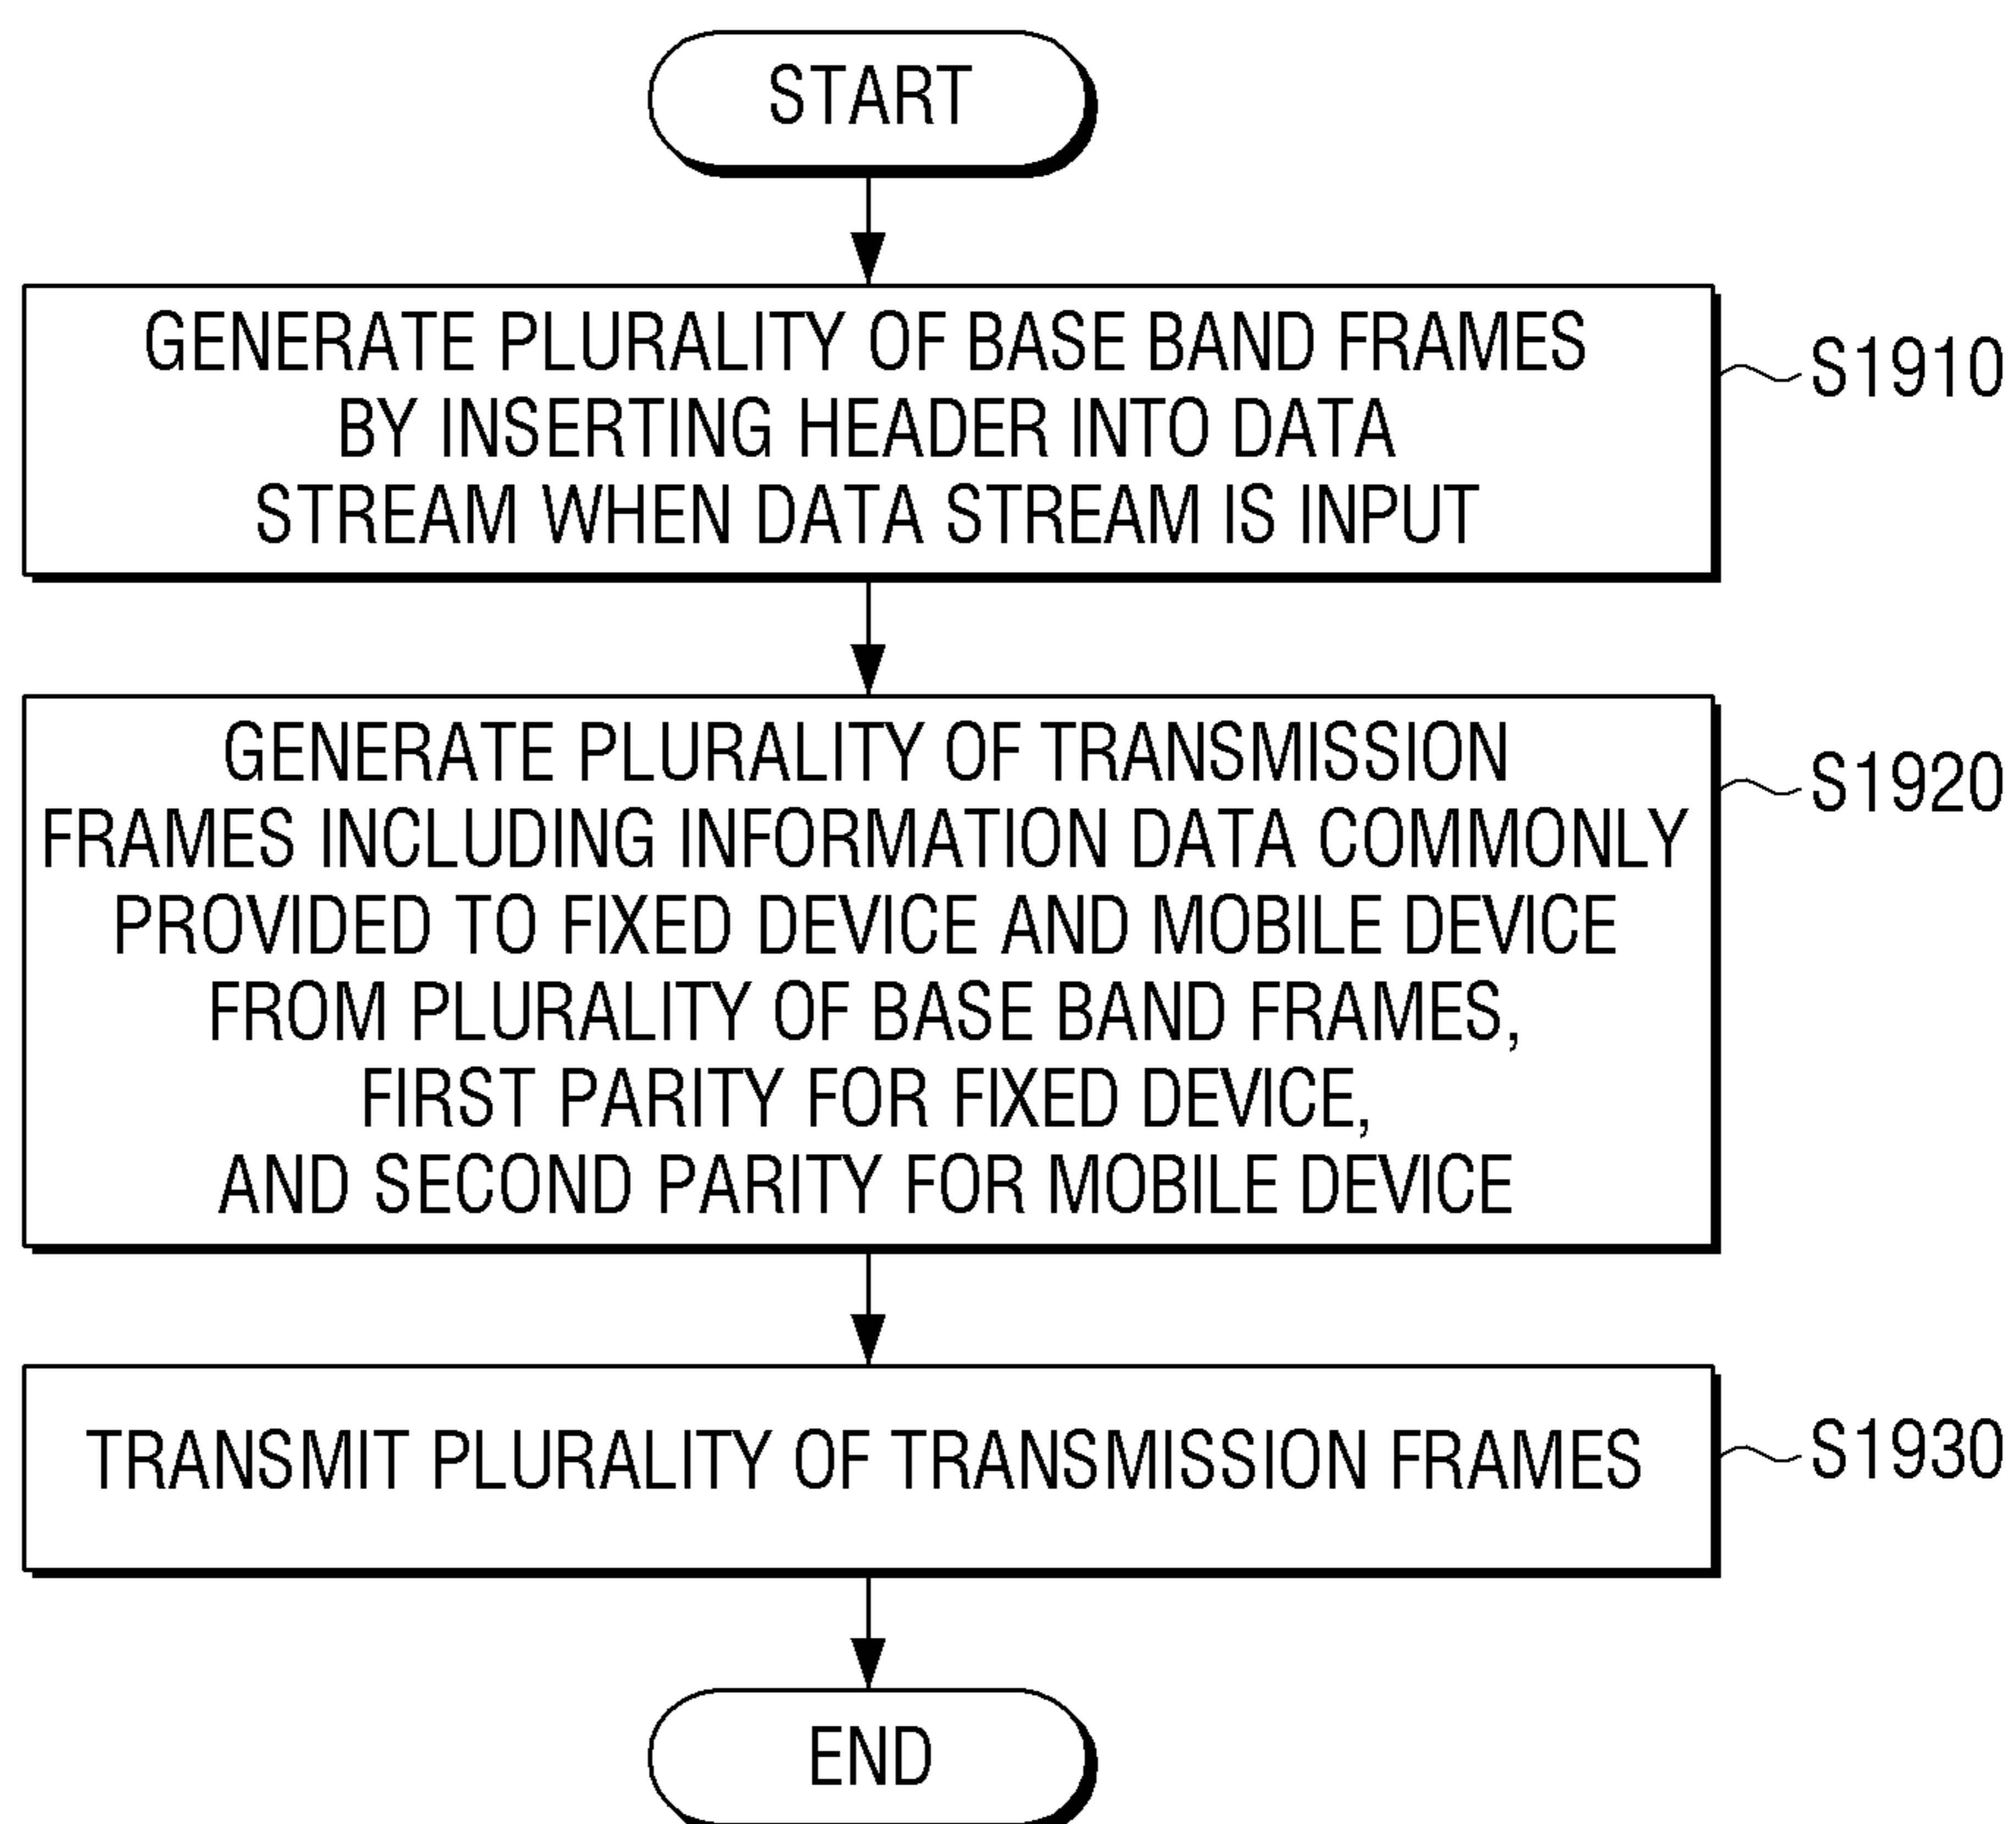 START
GENERATE PLURALITY OF BASE BAND FRAMES
BY INSERTING HEADER INTO DATA
STREAM WHEN DATA STREAM IS INPUT
S1910
GENERATE PLURALITY OF TRANSMISSION
FRAMES INCLUDING INFORMATION DATA COMMONLY
PROVIDED TO FIXED DEVICE AND MOBILE DEVICE
FROM PLURALITY OF BASE BAND FRAMES,
FIRST PARITY FOR FIXED DEVICE,
AND SECOND PARITY FOR MOBILE DEVICE
S1920
TRANSMIT PLURALITY OF TRANSMISSION FRAMES
S1930
END